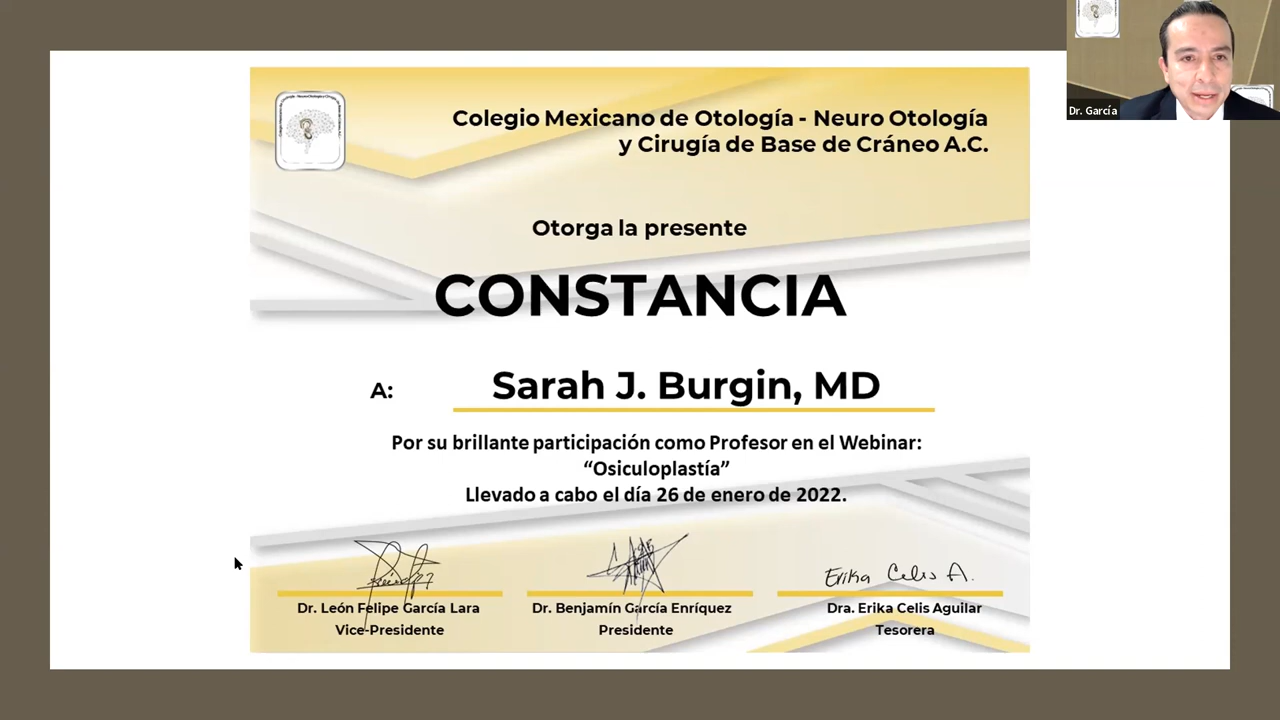 Dr. García
Colegio Mexicano de Otología - Neuro Otología
y Cirugía de Base de Cráneo A.C.
Otorga la presente
CONSTANCIA
A: Sarah J. Burgin, MD
Por su brillante participación como Profesor en el Webinar:
“Osiculoplastía”
Llevado a cabo el día 26 de enero de 2022.
Erika Celis A.
Dr. León Felipe García Lara
Vice-Presidente
Dr. Benjamín García Enríquez
Presidente
Dra. Erika Celis Aguilar
Tesorera